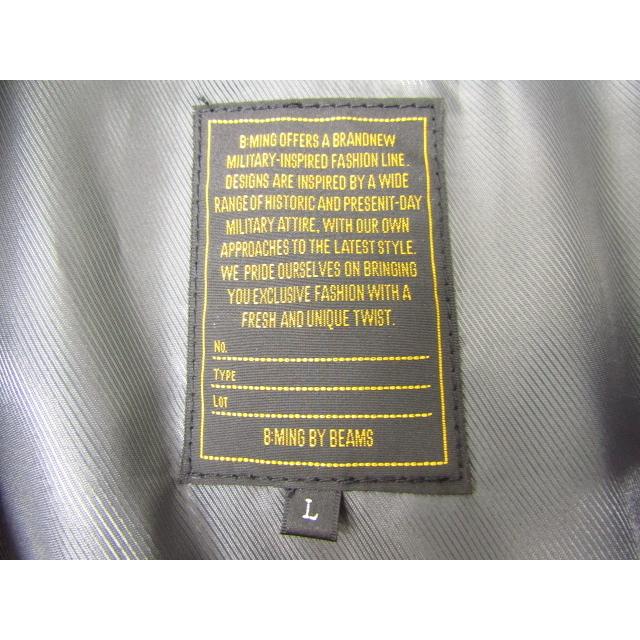 B:MING OFFERS A BRANDNEW
MILITARY-INSPIRED FASHION LINE.
DESIGNS ARE INSPIRED BY A WIDE
RANGE OF HISTORIC AND PRESENIT-DAY
MILITARY ATTIRE, WITH OUR OWN
APPROACHES TO THE LATEST STYLE.
WE PRIDE OURSELVES ON BRINGING
YOU EXCLUSIVE FASHION WITH A
FRESH AND UNIQUE TWIST.
No.
TYPE
LOT
B:MING BY BEAMS
L